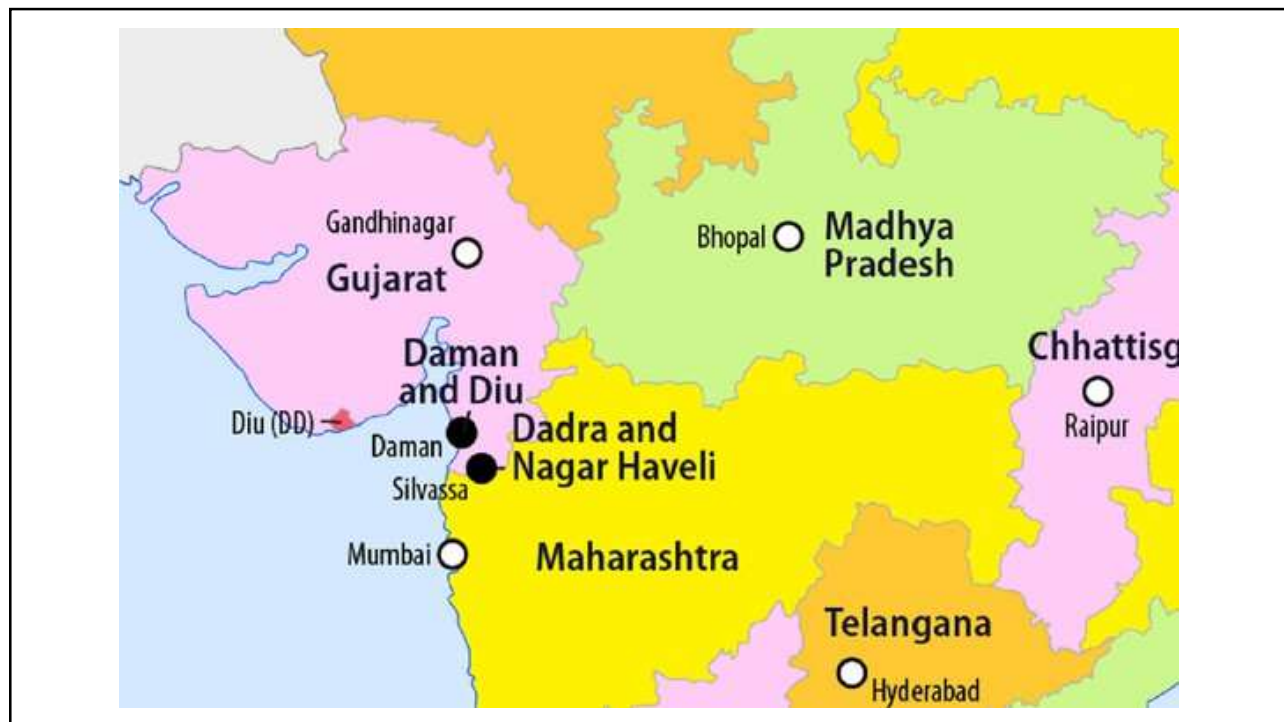 Gandhinagar
Gujarat
Bhopal
Madhya
Pradesh
Chhattisg
Raipur
Daman
and Diu
Diu (DD)
Daman
Dadra and
Nagar Haveli
Silvassa
Mumbai
Maharashtra
Telangana
Hyderabad